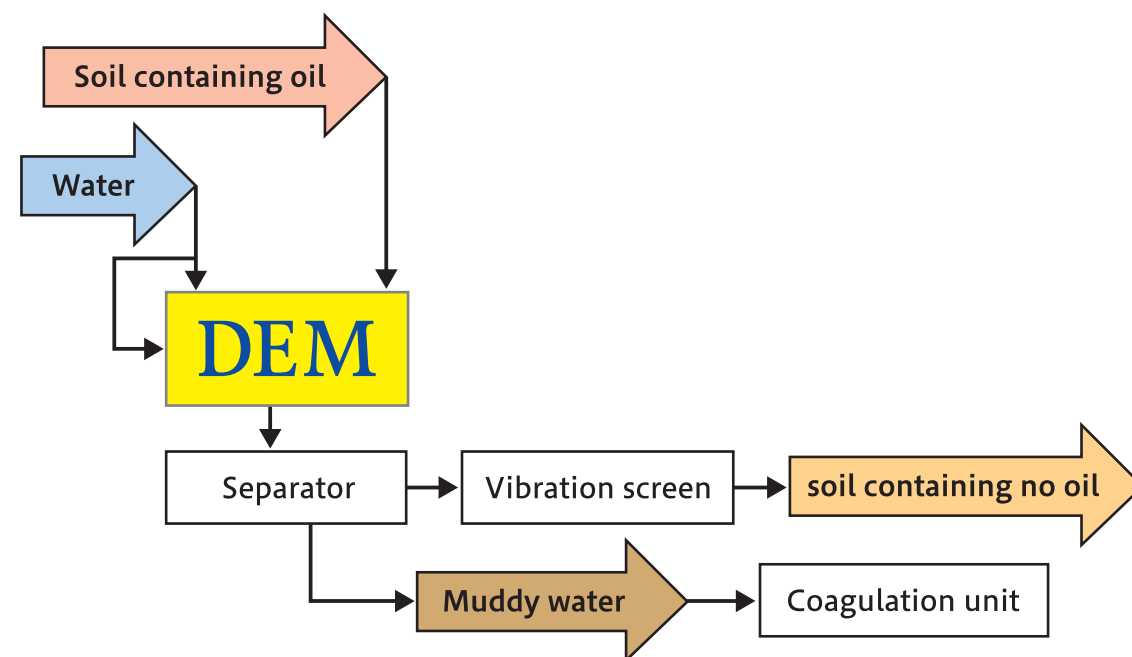 Soil containing oil
Water
DEM
Separator
Vibration screen
soil containing no oil
Muddy water
Coagulation unit